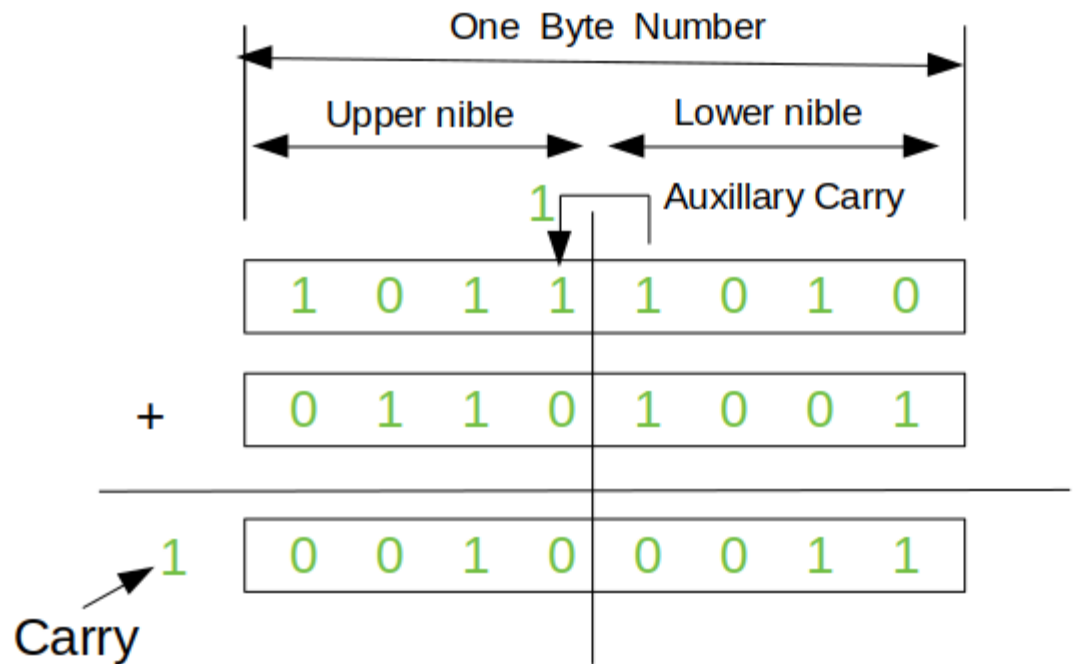 One Byte Number
Upper nible Lower nible
1 Auxillary Carry
1 0 1 1 1 0 1 0
+ 0 1 1 0 1 0 0 1
1 0 0 1 0 0 0 1 1
Carry